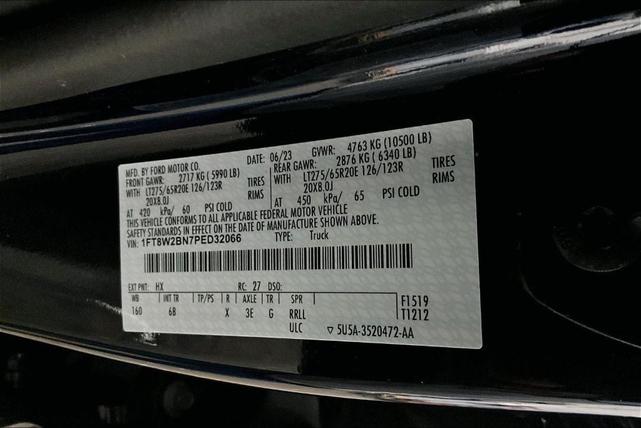 MFD. BY FORD MOTOR CO.
DATE: 06/23 GVWR: 4763 KG (10500 LB)
FRONT GAWR: 2717 KG ( 5990 LB)
REAR GAWR: 2876 KG ( 6340 LB)
WITH LT275/65R20E 126/123R TIRES
WITH LT275/65R20E 126/123R TIRES
20X8.0J RIMS
20X8.0J RIMS
AT 420 kPa/ 60 PSI COLD
AT 450 kPa/ 65 PSI COLD
THIS VEHICLE CONFORMS TO ALL APPLICABLE FEDERAL MOTOR VEHICLE
SAFETY STANDARDS IN EFFECT ON THE DATE OF MANUFACTURE SHOWN ABOVE.
VIN: 1FT8W2BN7PED32066 TYPE: Truck
EXT PNT: HX RC: 27 DSO:
WB INT TR TP/PS R AXLE TR SPR F1519
160 6B X 3E G RRLL T1212
ULC ▽ 5U5A-3520472-AA